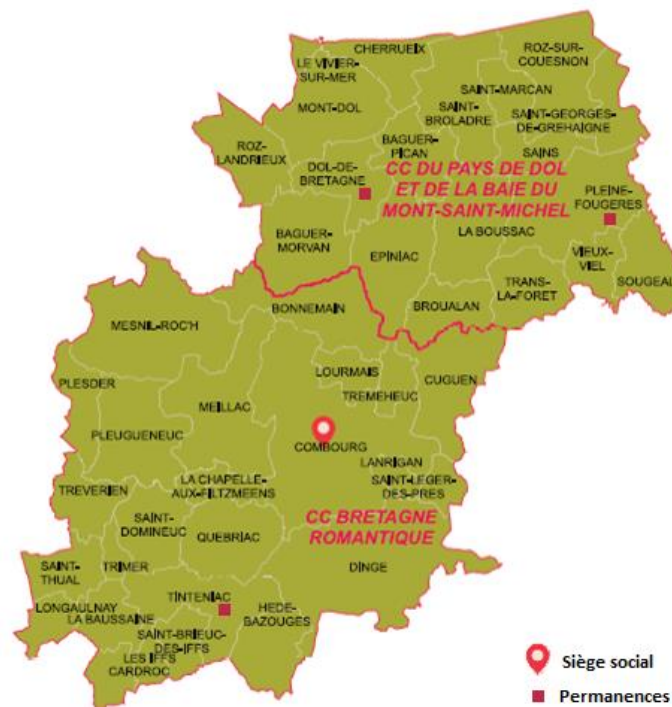 CHERRUEIX
ROZ-SUR-
COUESNON
LE VIVIER-
SUR-MER
SAINT-MARCAN
MONT-DOL
SAINT-
BROLADRE
SAINT-GEORGES-
DE-GREHAIGNE
ROZ-
LANDRIEUX
BAGUER-
PICAN
SAINS
DOL-DE-
BRETAGNE
CC DU PAYS DE DOL
ET DE LA BAIE DU
MONT-SAINT-MICHEL
PLEINE-
FOUGERES
BAGUER-
MORVAN
LA BOUSSAC
EPINIAC
VIEUX-
VIEL
TRANS-
LA-FORET
SOUGEAL
BROUALAN
BONNEMAIN
MESNIL-ROC'H
LOURMAIS
CUGUEN
PLESDER
TREMEHEUC
MEILLAC
PLEUGUENEUC
COMBOURG
LANRIGAN
LA CHAPELLE-
AUX-FILTZMEENS
SAINT-LEGER-
DES-PRES
TREVERIEN
SAINT-
DOMINEUC
CC BRETAGNE
ROMANTIQUE
QUEBRIAC
SAINT-
THUAL
TRIMER
DINGE
TINTENIAC
LONGAULNAY
LA BAUSSAINE
HEDE-
BAZOUGES
SAINT-BRIEUC-
DES-IFFS
LES IFFS
CARDROC
Siège social
Permanences